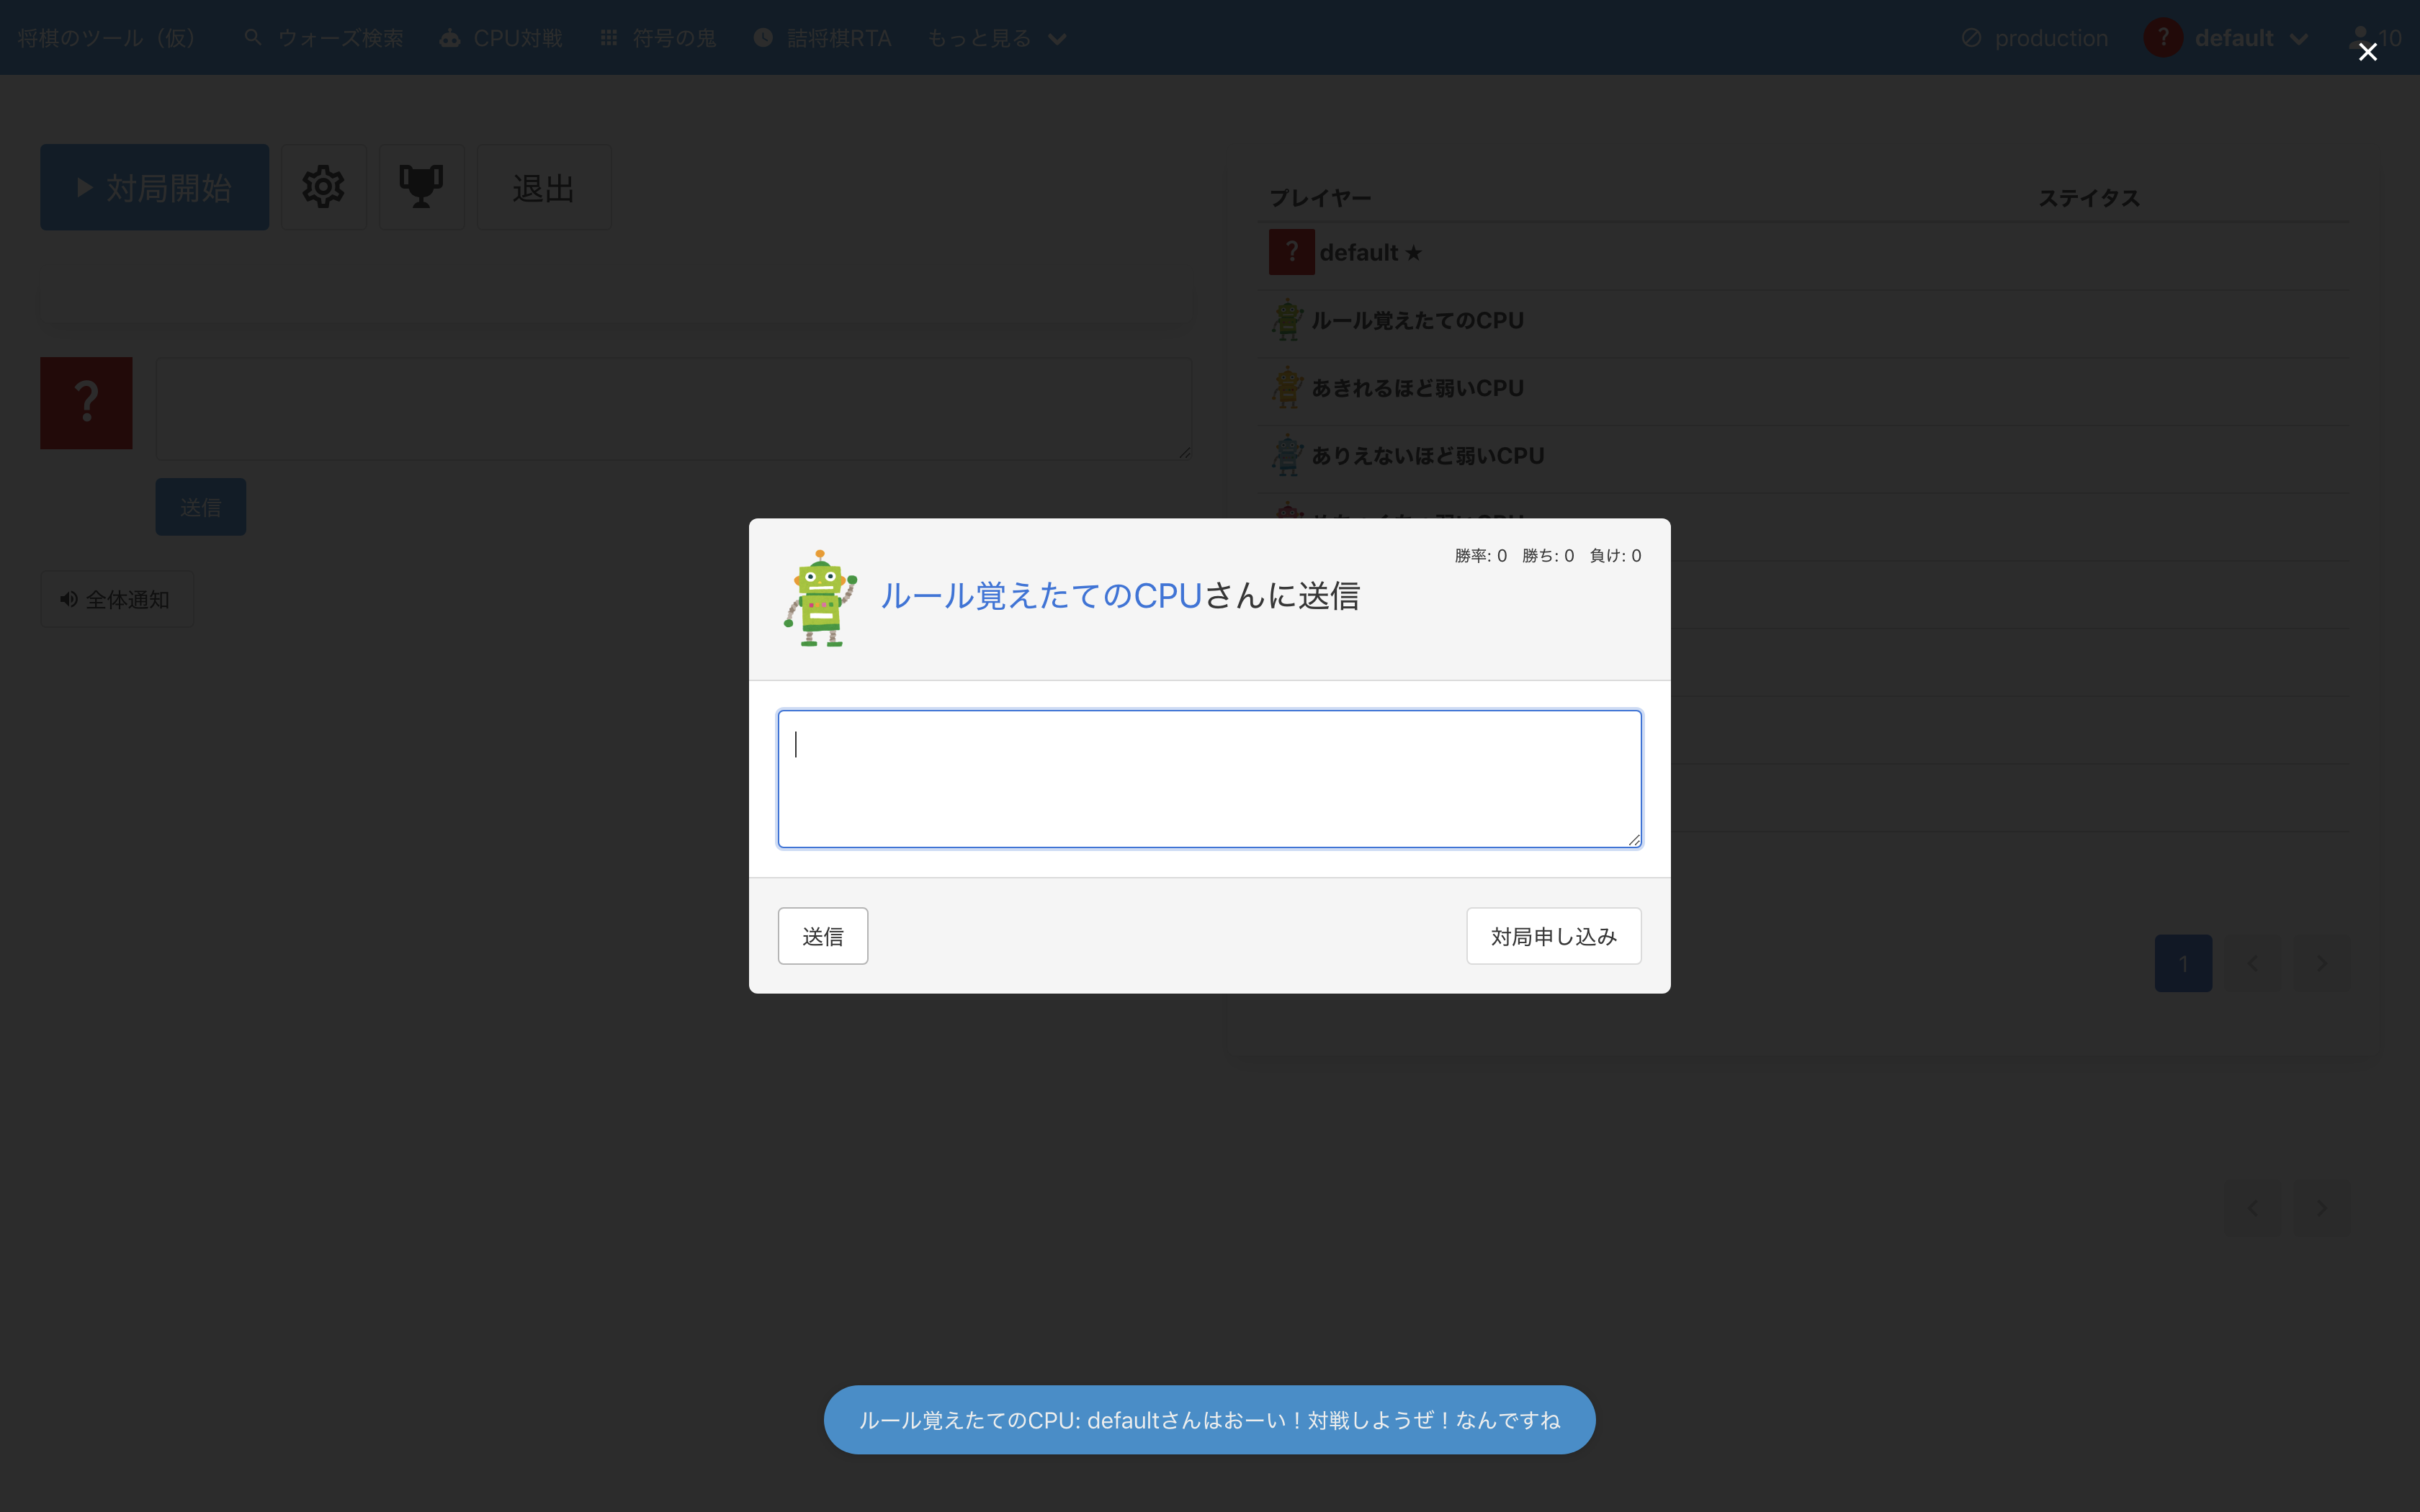 将棋のツール（仮） ウォーズ検索 CPU対戦 符号の鬼 詰将棋RTA もっと見る production ? default 10
対局開始 退出
プレイヤー ステイタス
? default ★
ルール覚えたてのCPU
あきれるほど弱いCPU
?
ありえないほど弱いCPU
送信
全体通知
勝率: 0 勝ち: 0 負け: 0
ルール覚えたてのCPUさんに送信
送信 対局申し込み
1
ルール覚えたてのCPU: defaultさんはおーい！対戦しようぜ！なんですね